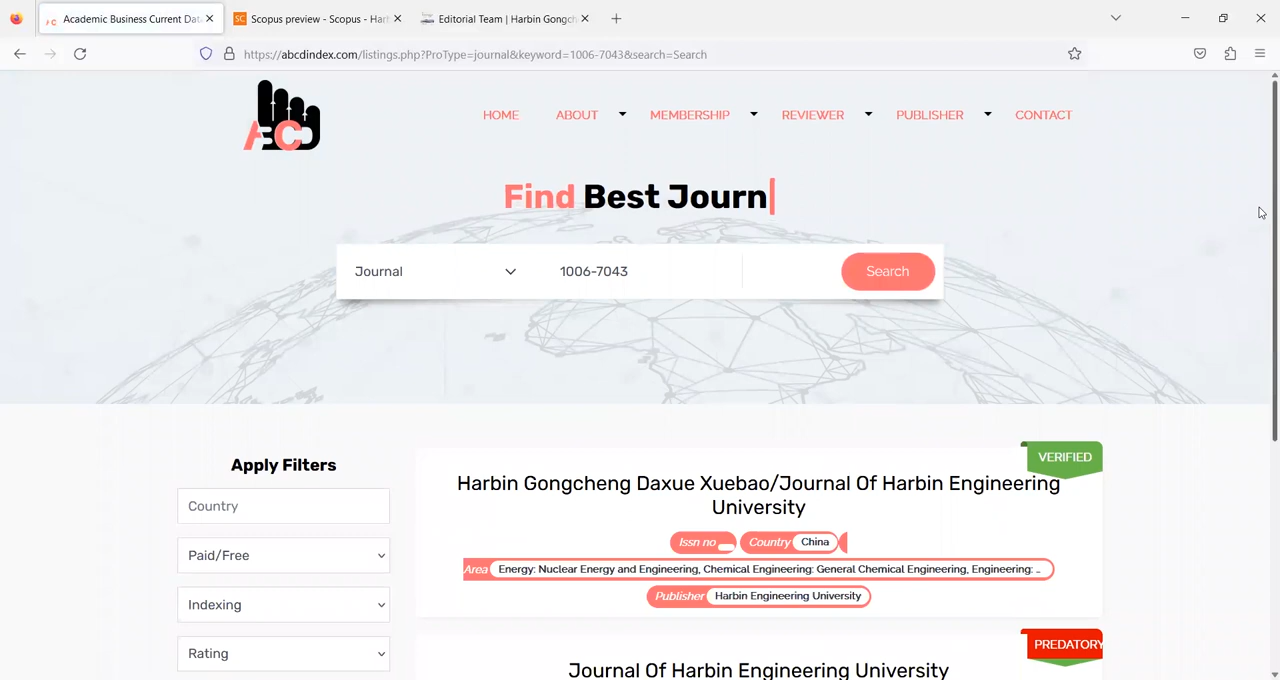 Academic Business Current Dat
Scopus preview - Scopus - Har
Editorial Team | Harbin Gongch
https://abcdindex.com/listings.php?ProType=journal&keyword=1006-7043&search=Search
ACD
HOME
ABOUT
MEMBERSHIP
REVIEWER
PUBLISHER
CONTACT
Find Best Journ
Journal
1006-7043
Search
Apply Filters
Country
Paid/Free
Indexing
Rating
VERIFIED
Harbin Gongcheng Daxue Xuebao/Journal Of Harbin Engineering
University
Issn no
Country China
Area Energy: Nuclear Energy and Engineering, Chemical Engineering: General Chemical Engineering, Engineering: ..
Publisher Harbin Engineering University
PREDATORY
Journal Of Harbin Engineering University